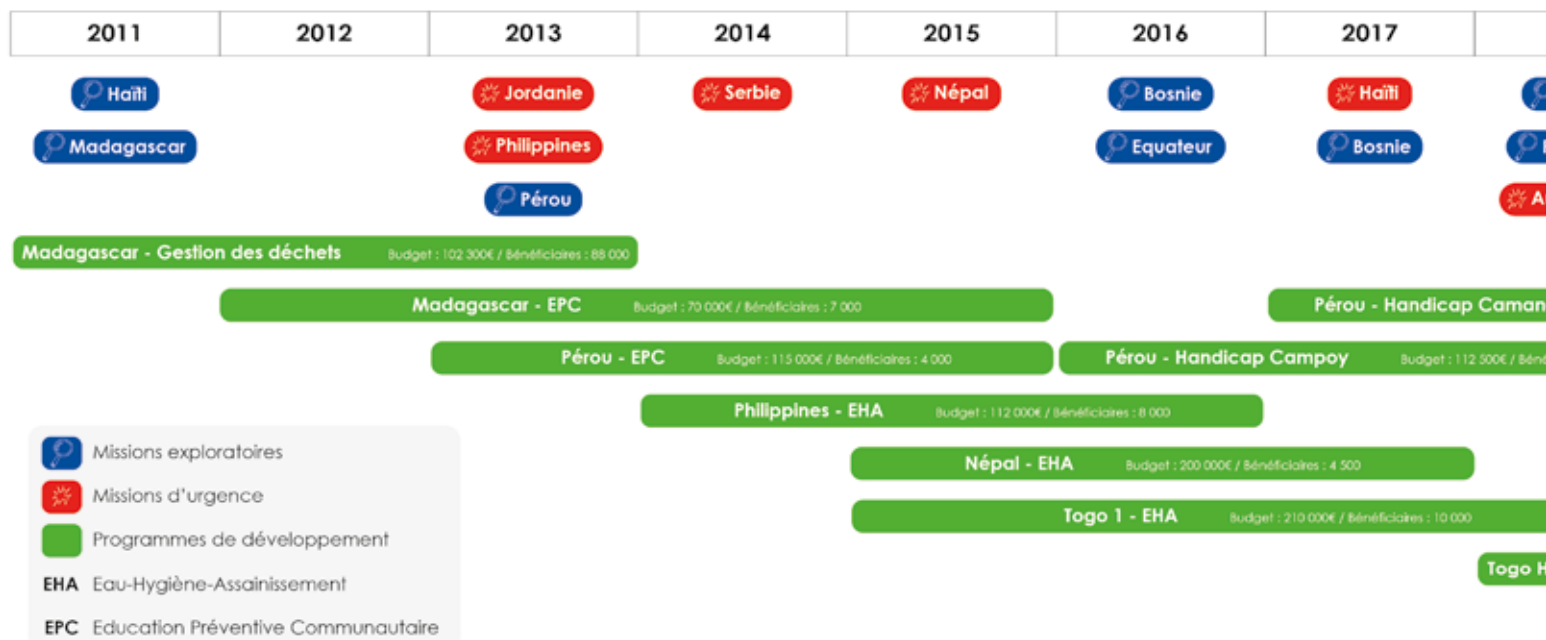 2011 2012 2013 2014 2015 2016 2017
Haïti Jordanie Serbie Népal Bosnie Haïti
Madagascar Philippines Equateur Bosnie
Pérou
Madagascar - Gestion des déchets Budget : 102 300€ / Bénéficiaires : 88 000
Madagascar - EPC Budget : 70 000€ / Bénéficiaires : 7 000 Pérou - Handicap Caman
Pérou - EPC Budget : 115 000€ / Bénéficiaires : 4 000 Pérou - Handicap Campoy Budget : 112 500€ / Béné
Philippines - EHA Budget : 112 000€ / Bénéficiaires : 8 000
Népal - EHA Budget : 200 000€ / Bénéficiaires : 4 500
Togo 1 - EHA Budget : 210 000€ / Bénéficiaires : 10 000
Togo H
Missions exploratoires
Missions d'urgence
Programmes de développement
EHA Eau-Hygiène-Assainissement
EPC Education Préventive Communautaire